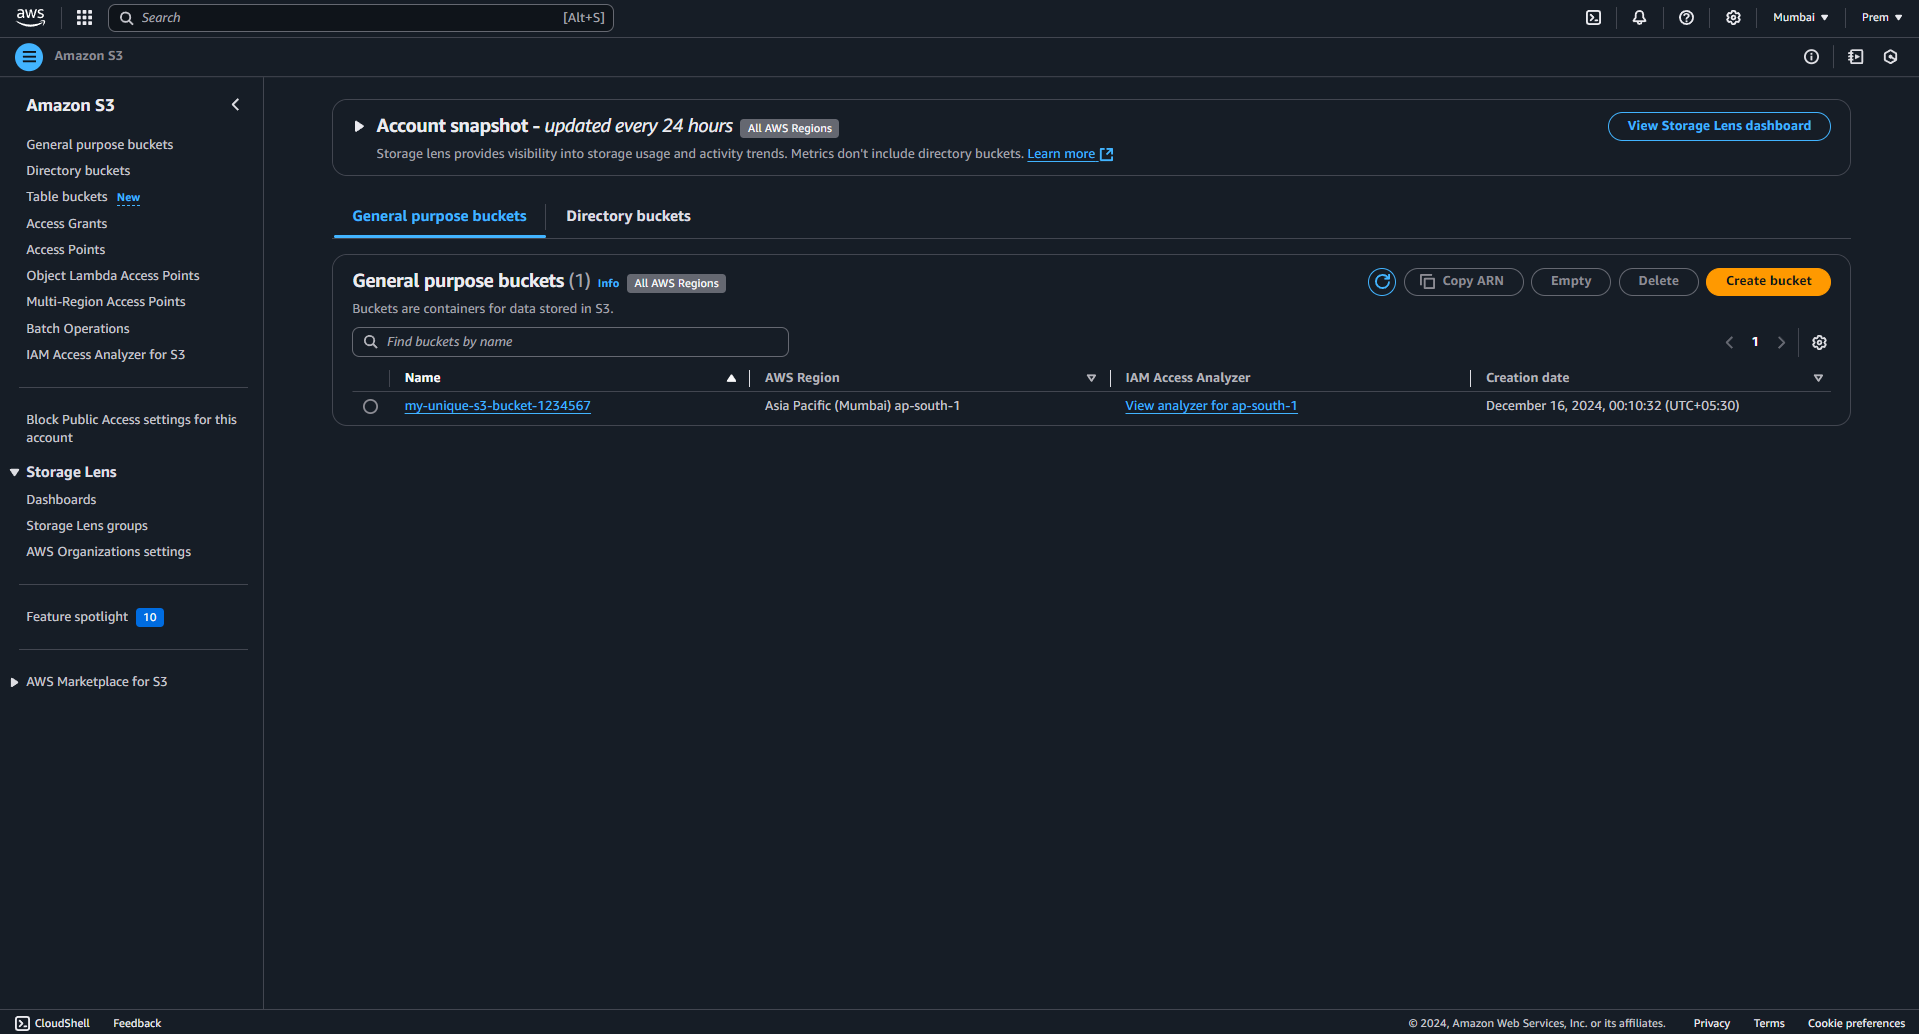 aws
Search [Alt+S]
Mumbai
Prem
Amazon S3
Amazon S3
General purpose buckets
Directory buckets
Table buckets New
Access Grants
Access Points
Object Lambda Access Points
Multi-Region Access Points
Batch Operations
IAM Access Analyzer for S3
Block Public Access settings for this
account
Storage Lens
Dashboards
Storage Lens groups
AWS Organizations settings
Feature spotlight 10
AWS Marketplace for S3
Account snapshot - updated every 24 hours All AWS Regions
View Storage Lens dashboard
Storage lens provides visibility into storage usage and activity trends. Metrics don't include directory buckets. Learn more
General purpose buckets Directory buckets
General purpose buckets (1) Info All AWS Regions
Copy ARN Empty Delete Create bucket
Buckets are containers for data stored in S3.
Find buckets by name
1
Name AWS Region IAM Access Analyzer Creation date
my-unique-s3-bucket-1234567 Asia Pacific (Mumbai) ap-south-1 View analyzer for ap-south-1 December 16, 2024, 00:10:32 (UTC+05:30)
CloudShell Feedback
© 2024, Amazon Web Services, Inc. or its affiliates. Privacy Terms Cookie preferences